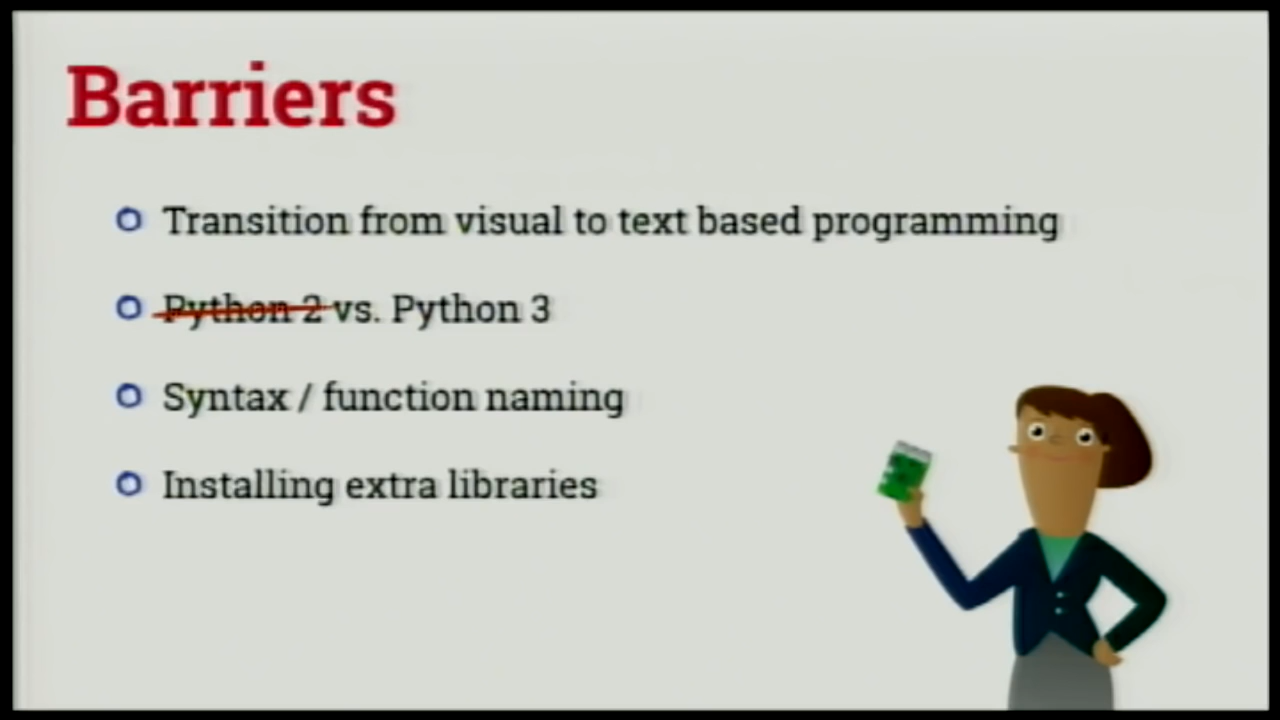 Barriers
Transition from visual to text based programming
Python 2 vs. Python 3
Syntax / function naming
Installing extra libraries